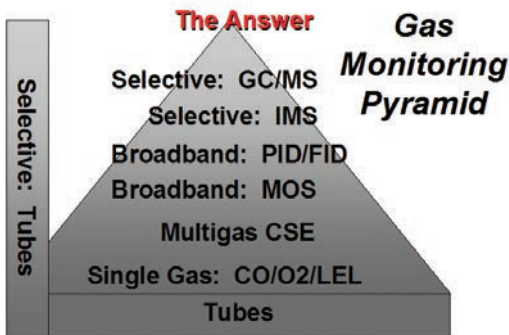 The Answer
Gas
Monitoring
Pyramid
Selective: GC/MS
Selective: IMS
Broadband: PID/FID
Broadband: MOS
Multigas CSE
Single Gas: CO/O2/LEL
Tubes
Selective: Tubes